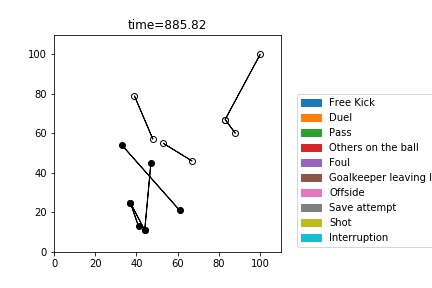 time=885.82
100
80
60
40
20
0
0 20 40 60 80 100
Free Kick
Duel
Pass
Others on the ball
Foul
Goalkeeper leaving l
Offside
Save attempt
Shot
Interruption